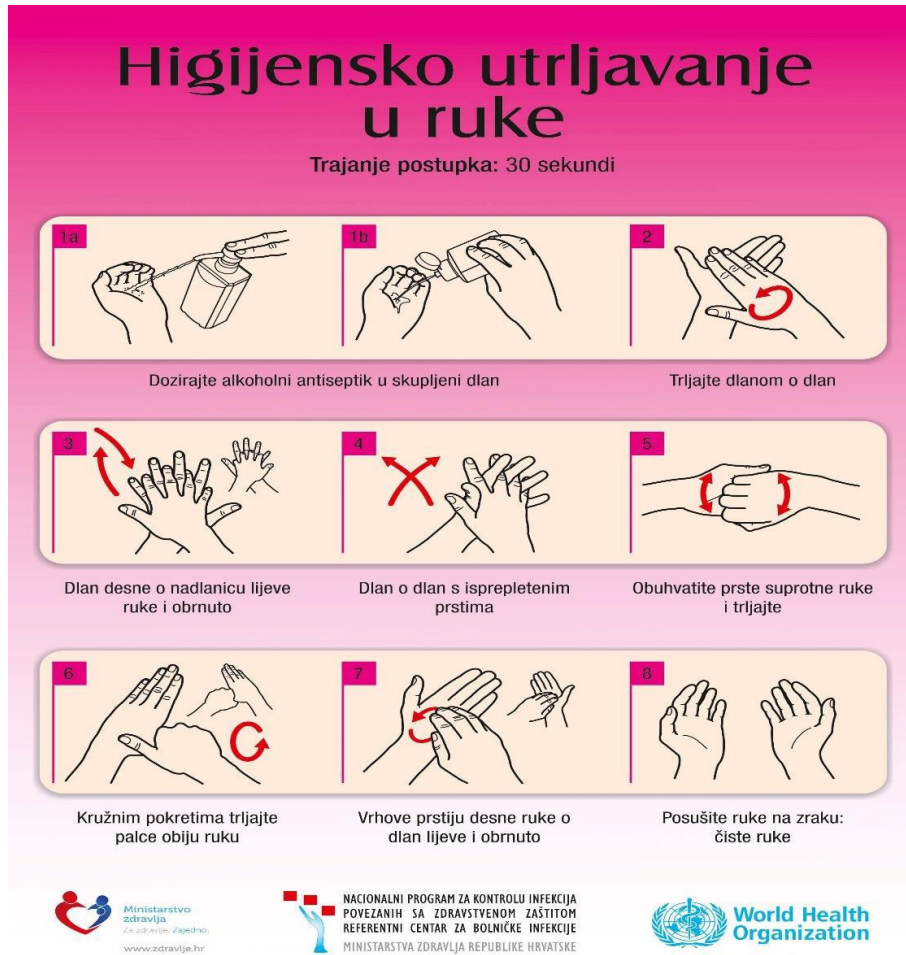 Higijensko utrljavanje
u ruke
Trajanje postupka: 30 sekundi
1a
1b
2
Dozirajte alkoholni antiseptik u skupljeni dlan
Trljajte dlanom o dlan
3
4
5
Dlan desne o nadlanicu lijeve
ruke i obrnuto
Dlan o dlan s isprepletenim
prstima
Obuhvatite prste suprotne ruke
i trljajte
6
7
8
Kružnim pokretima trljajte
palce obiju ruku
Vrhove prstiju desne ruke o
dlan lijeve i obrnuto
Posušite ruke na zraku:
čiste ruke
Ministarstvo
zdravlja
Za zdravlje. Zajedno.
www.zdravlje.hr
NACIONALNI PROGRAM ZA KONTROLU INFEKCIJA
POVEZANIH SA ZDRAVSTVENOM ZAŠTITOM
REFERENTNI CENTAR ZA BOLNIČKE INFEKCIJE
MINISTARSTVA ZDRAVLJA REPUBLIKE HRVATSKE
World Health
Organization